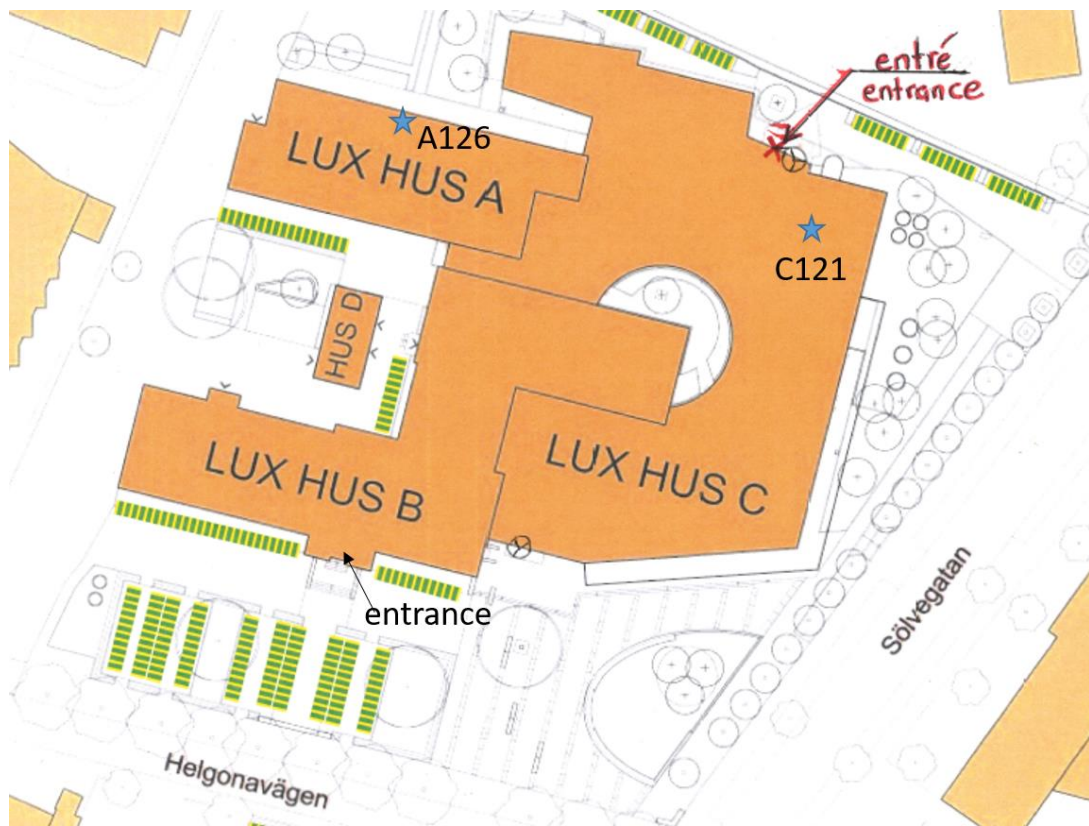 entré
entrance
A126
LUX HUS A
C121
HUS D
LUX HUS B
LUX HUS C
entrance
Sölvegatan
Helgonavägen